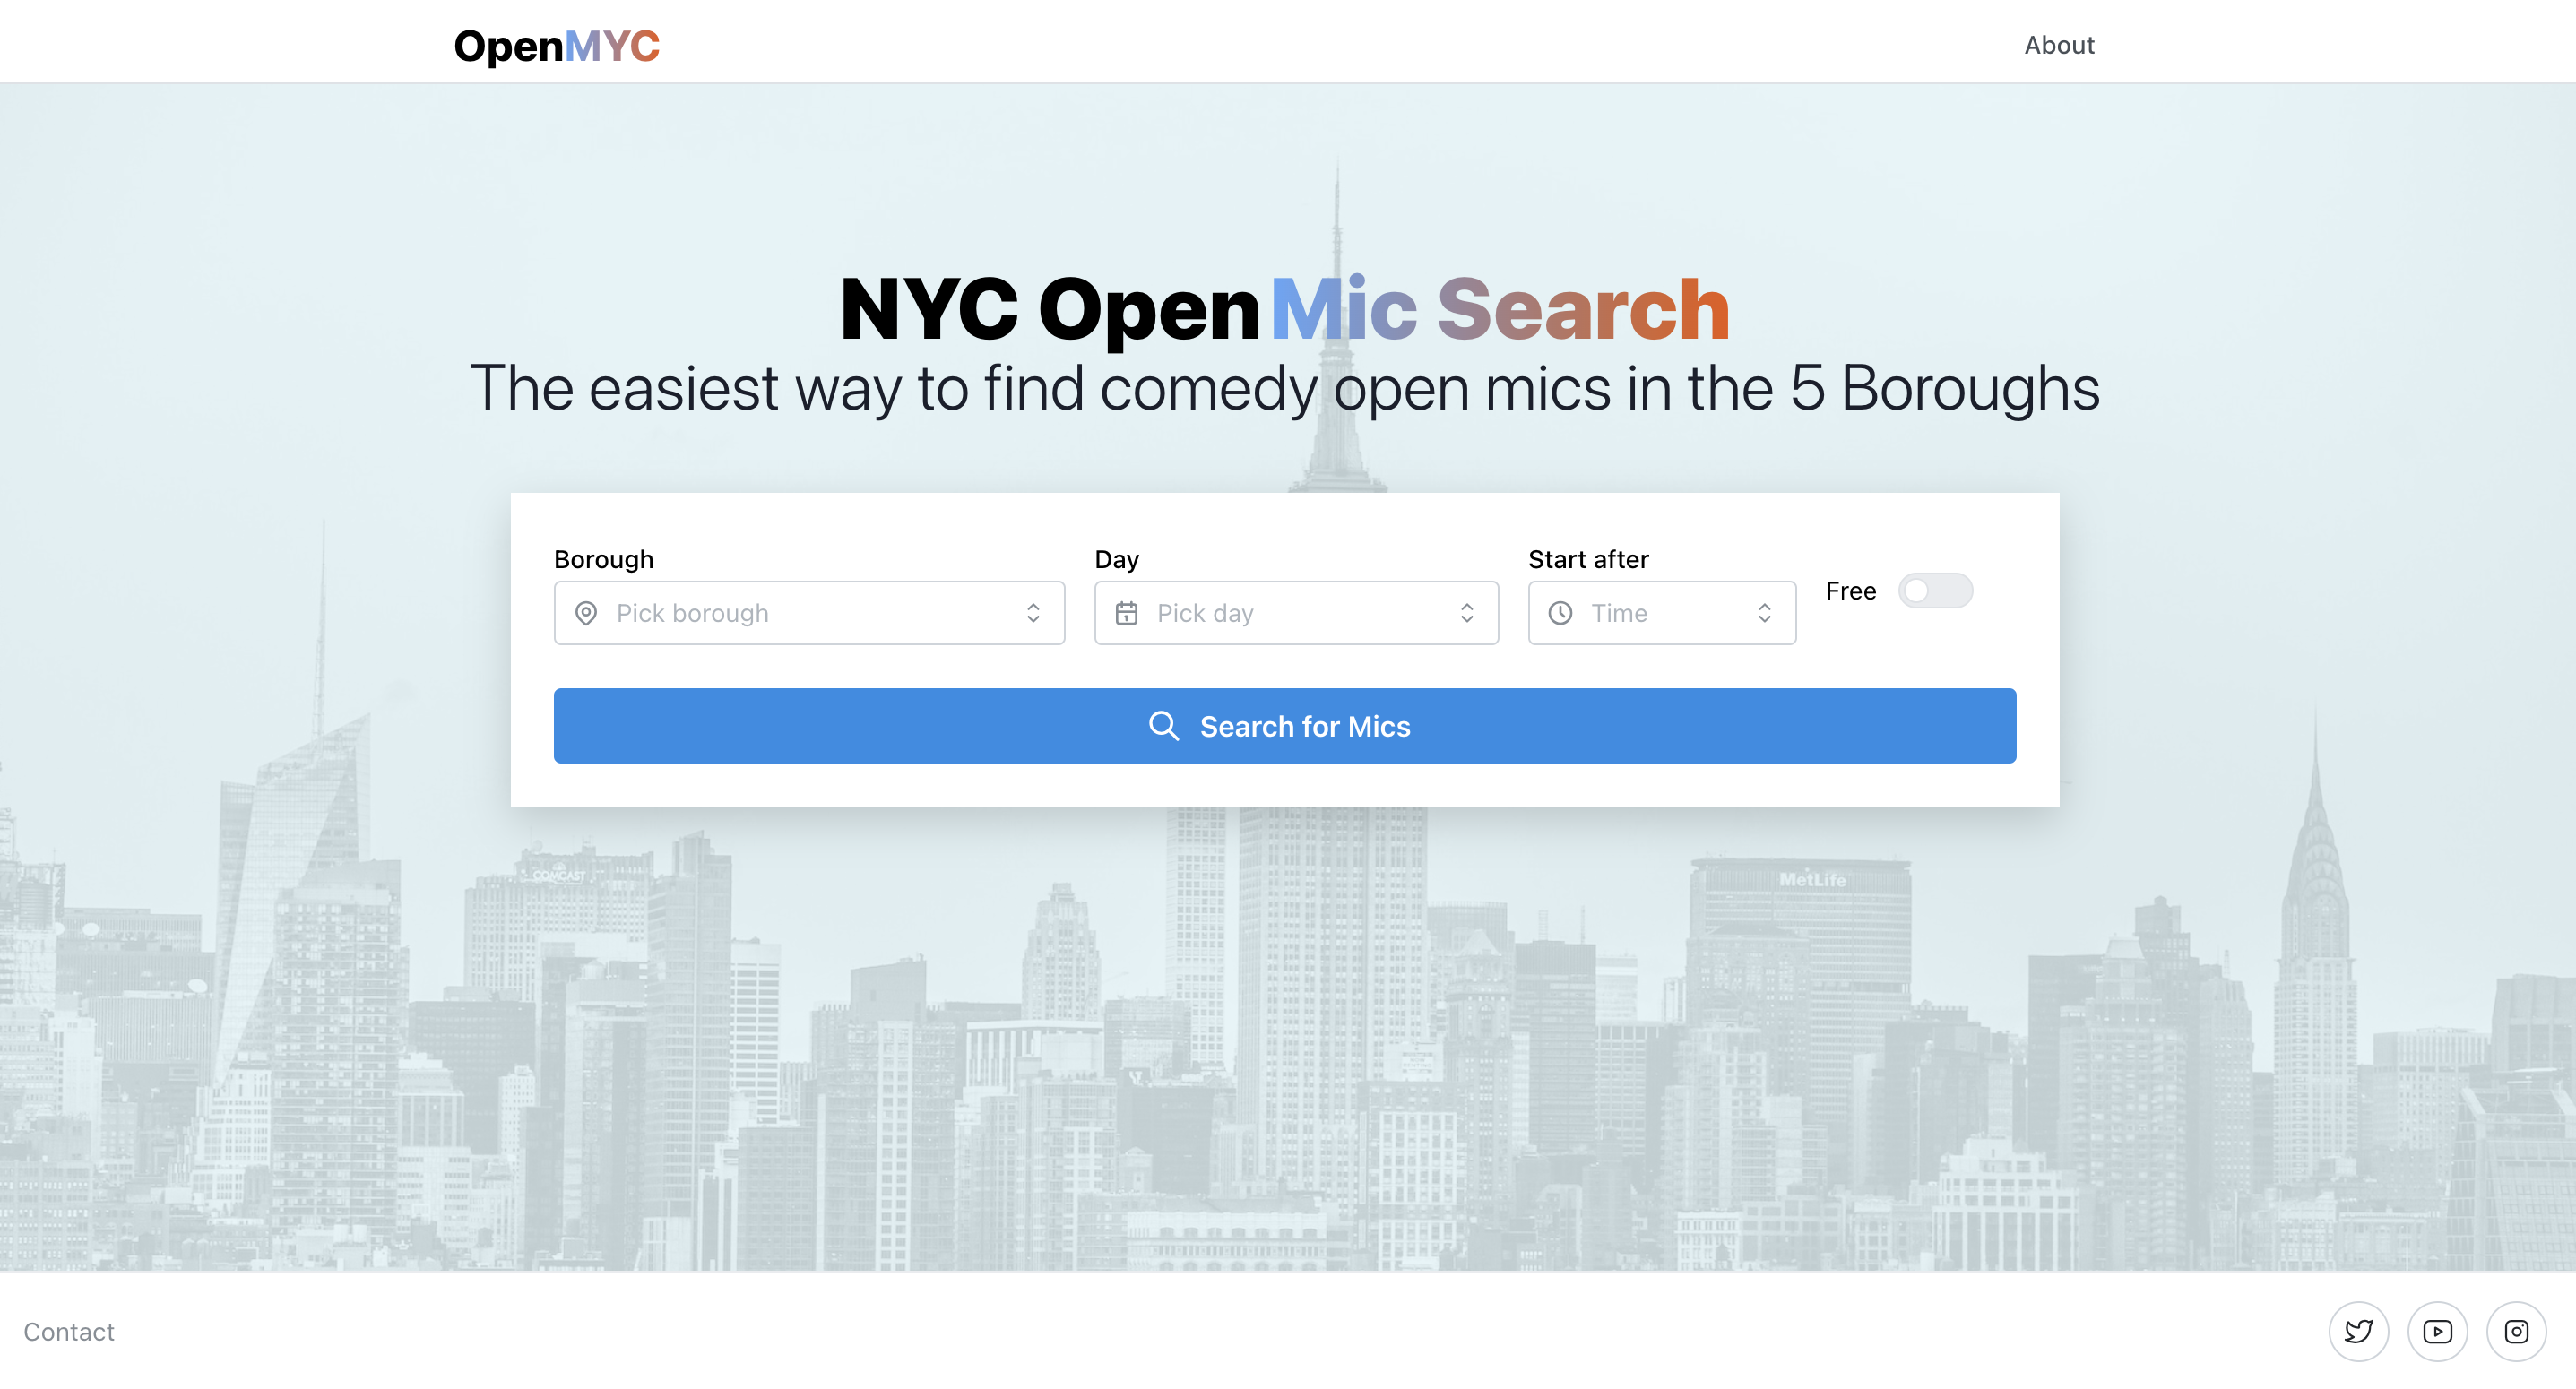 OpenMYC
About
NYC Open Mic Search
The easiest way to find comedy open mics in the 5 Boroughs
Borough
Day
Start after
Pick borough
Pick day
Time
Free
Search for Mics
COMCAST
MetLife
Contact